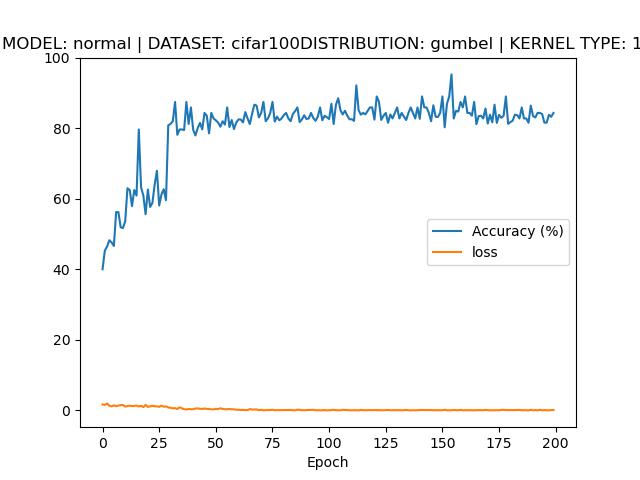 MODEL: normal | DATASET: cifar100DISTRIBUTION: gumbel | KERNEL TYPE: 1
100
80
60
40
20
0
Accuracy (%)
loss
0 25 50 75 100 125 150 175 200
Epoch